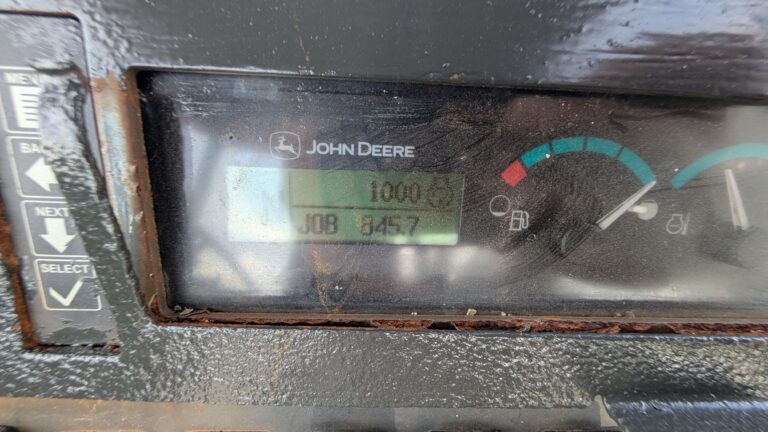 MENU
BACK
NEXT
SELECT
JOHN DEERE
1000
JOB 845.7